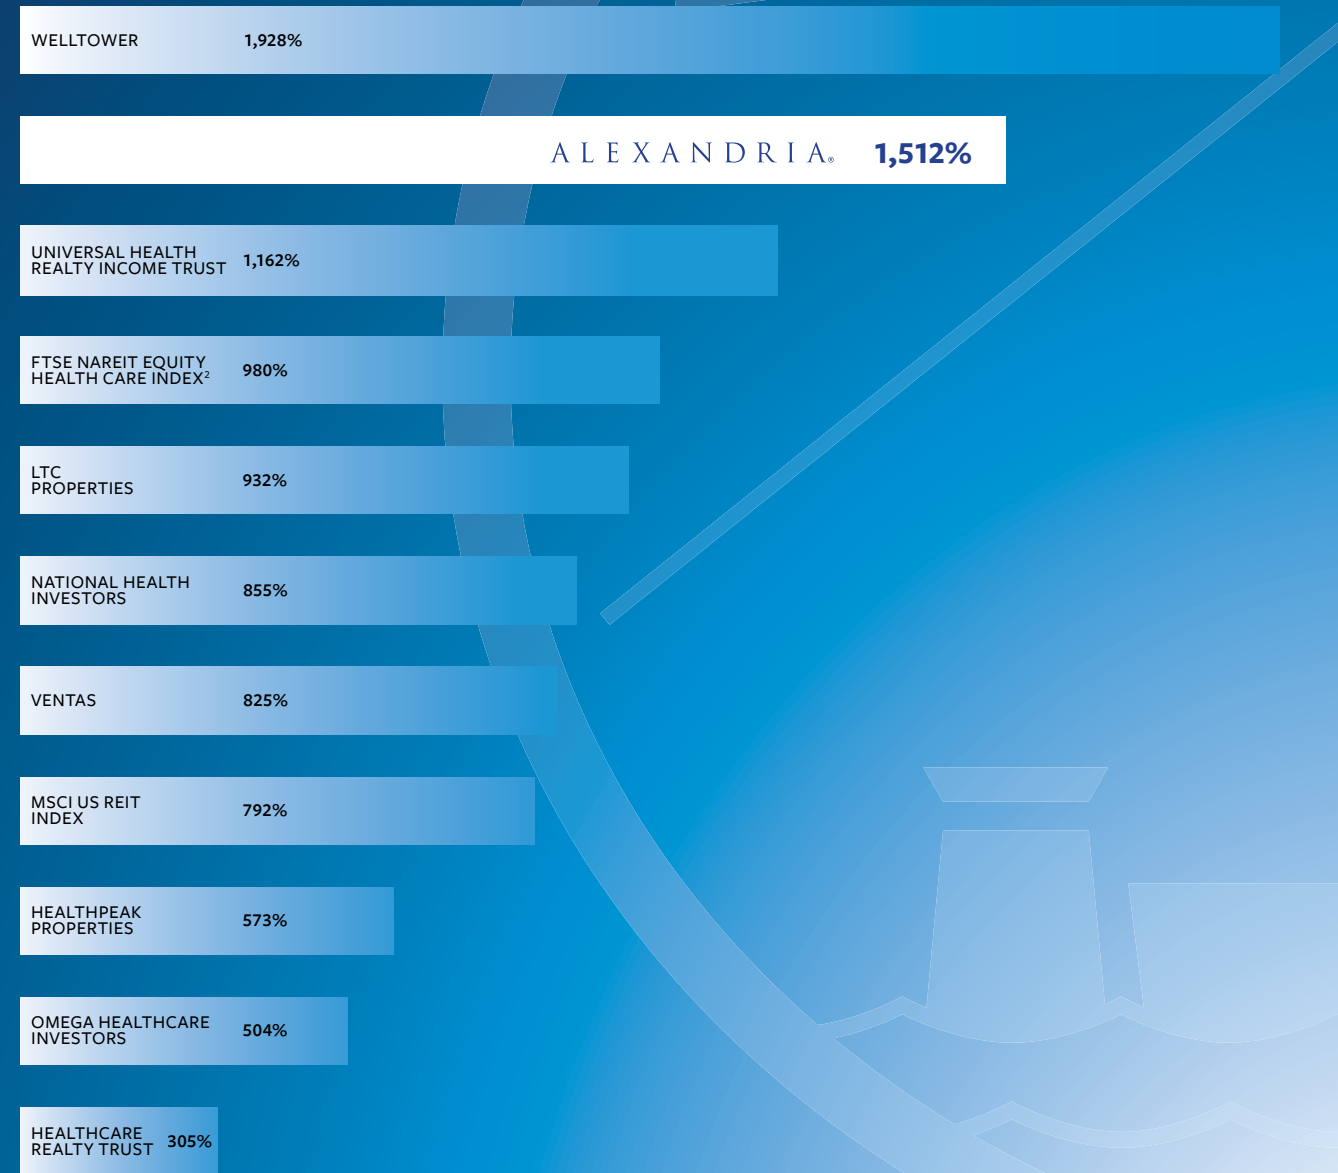 WELLTOWER 1,928%
ALEXANDRIA® 1,512%
UNIVERSAL HEALTH
REALTY INCOME TRUST 1,162%
FTSE NAREIT EQUITY
HEALTH CARE INDEX² 980%
LTC
PROPERTIES 932%
NATIONAL HEALTH
INVESTORS 855%
VENTAS 825%
MSCI US REIT
INDEX 792%
HEALTHPEAK
PROPERTIES 573%
OMEGA HEALTHCARE
INVESTORS 504%
HEALTHCARE
REALTY TRUST 305%